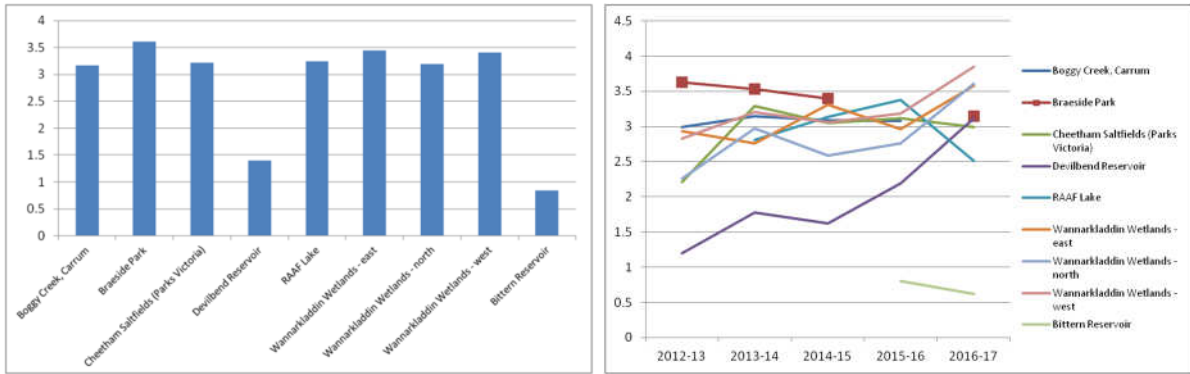 4
3.5
3
2.5
2
1.5
1
0.5
0
Boggy Creek, Carrum
Braeside Park
Cheetham Saltfields (Parks Victoria)
Devilbend Reservoir
RAAF Lake
Wannarkladdin Wetlands - east
Wannarkladdin Wetlands - north
Wannarkladdin Wetlands - west
Bittern Reservoir
4.5
4
3.5
3
2.5
2
1.5
1
0.5
0
2012-13 2013-14 2014-15 2015-16 2016-17
Boggy Creek, Carrum
Braeside Park
Cheetham Saltfields (Parks
Victoria)
Devilbend Reservoir
RAAF Lake
Wannarkladdin Wetlands -
east
Wannarkladdin Wetlands -
north
Wannarkladdin Wetlands -
west
Bittern Reservoir